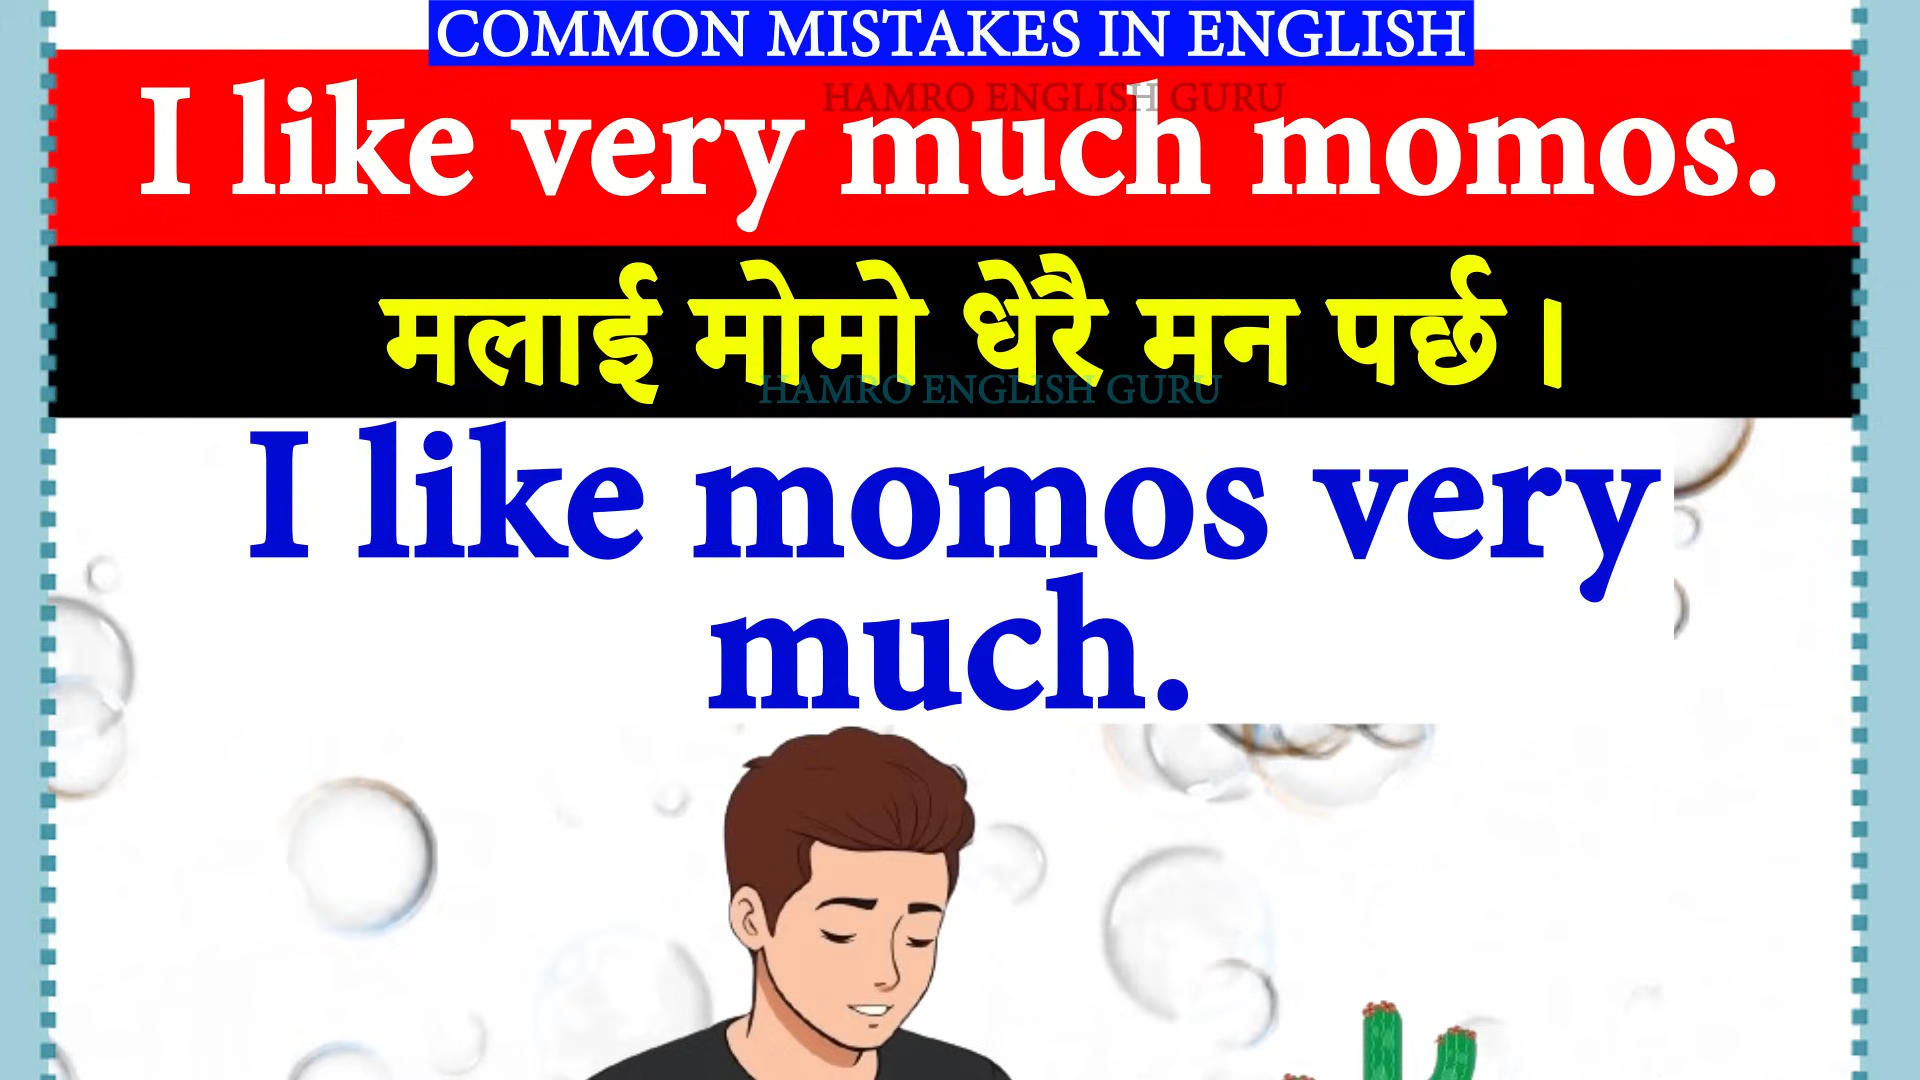 COMMON MISTAKES IN ENGLISH
HAMRO ENGLISH GURU
I like very much momos.
मलाई मोमो धेरै मन पर्छ ।
HAMRO ENGLISH GURU
I like momos very
much.